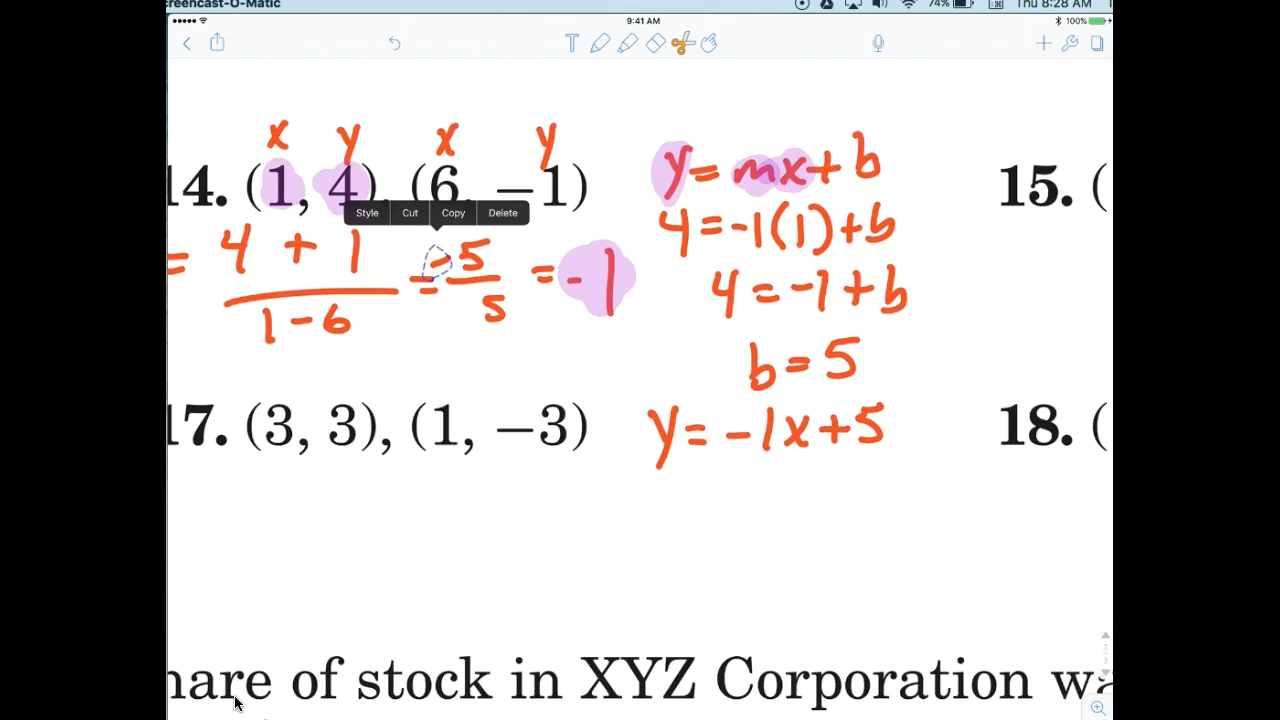 creencast-O-Matic 74% Thu 8:28 AM
9:41 AM 100%
T
x y x y
14. (1, 4), (6, −1) y = mx + b 15. (
Style Cut Copy Delete
= 4 + 1 = -5 = -1 4 = -1(1) + b
1 - 6 5 4 = -1 + b
b = 5
17. (3, 3), (1, −3) y = -1x + 5 18. (
hare of stock in XYZ Corporation wa